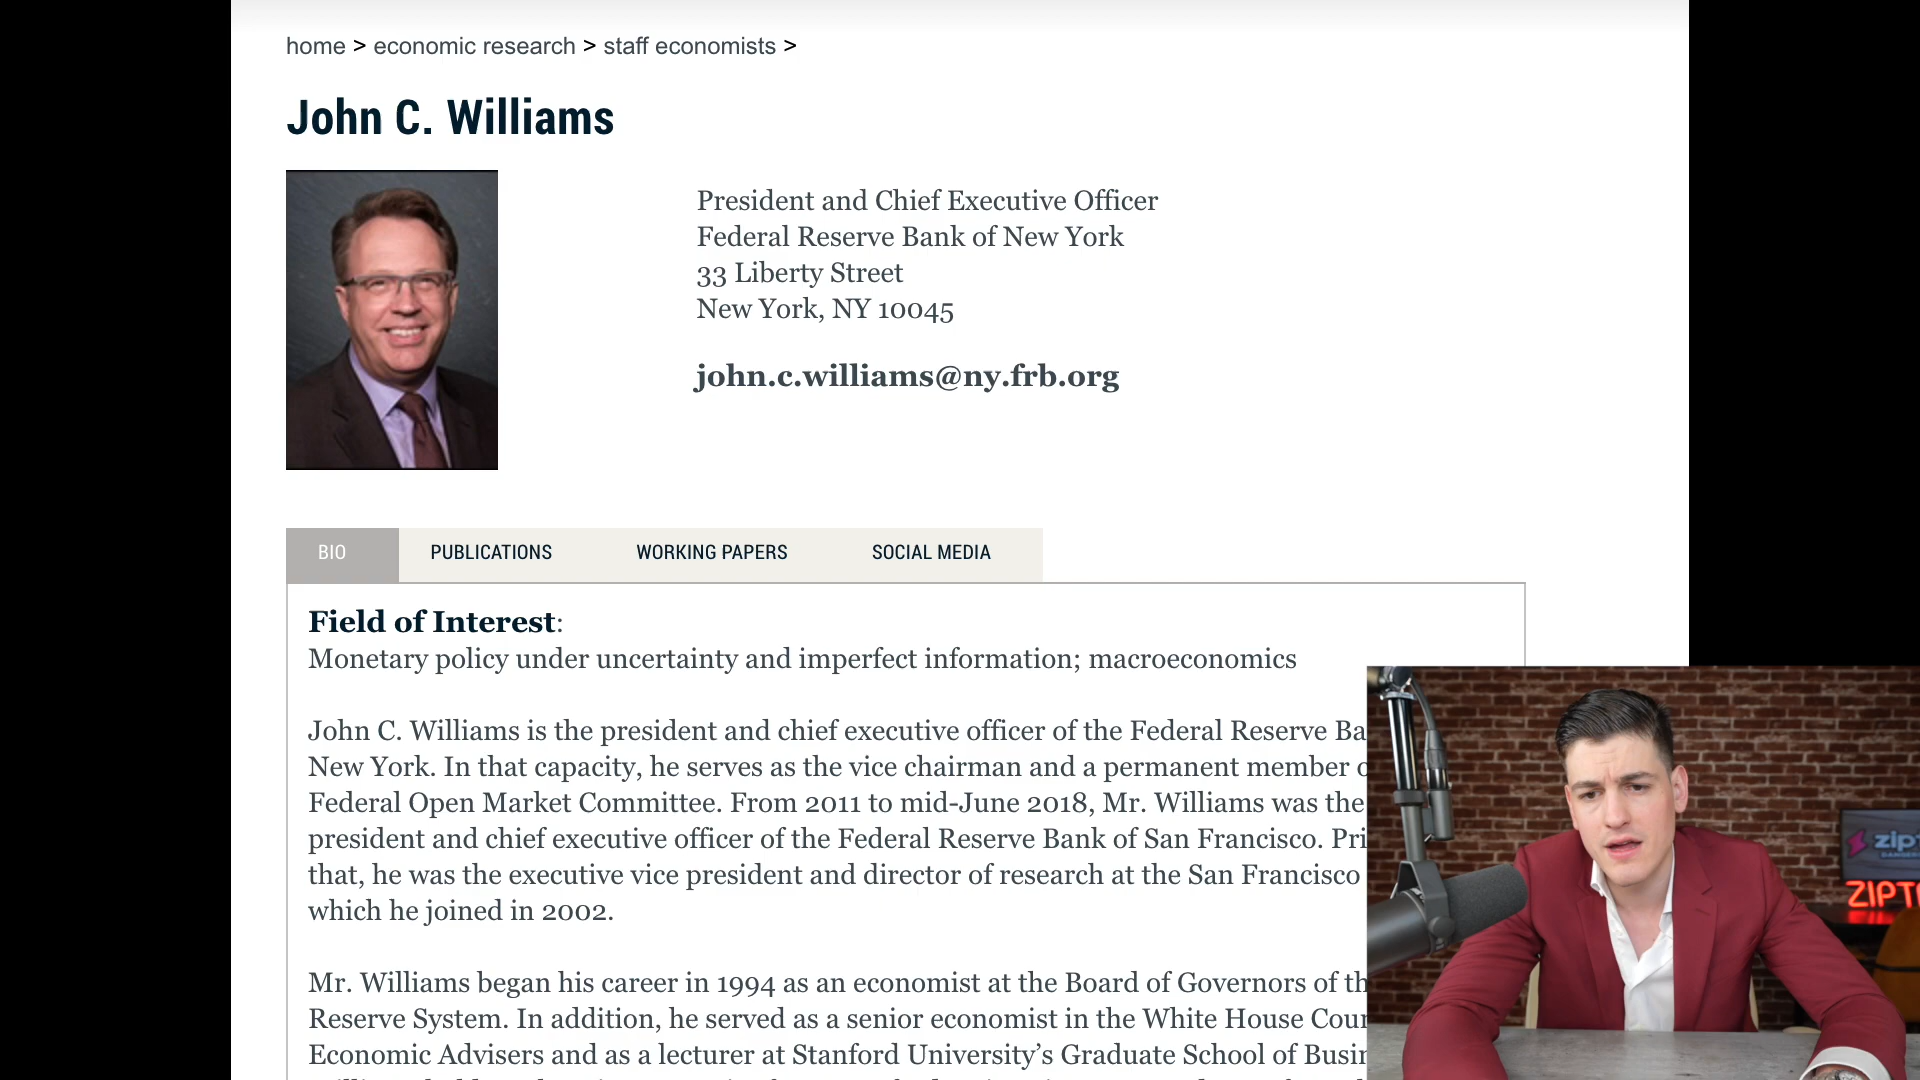 home > economic research > staff economists >
John C. Williams
President and Chief Executive Officer
Federal Reserve Bank of New York
33 Liberty Street
New York, NY 10045
john.c.williams@ny.frb.org
BIO PUBLICATIONS WORKING PAPERS SOCIAL MEDIA
Field of Interest:
Monetary policy under uncertainty and imperfect information; macroeconomics
John C. Williams is the president and chief executive officer of the Federal Reserve Ba
New York. In that capacity, he serves as the vice chairman and a permanent member o
Federal Open Market Committee. From 2011 to mid-June 2018, Mr. Williams was the
president and chief executive officer of the Federal Reserve Bank of San Francisco. Pri
that, he was the executive vice president and director of research at the San Francisco
which he joined in 2002.
Mr. Williams began his career in 1994 as an economist at the Board of Governors of th
Reserve System. In addition, he served as a senior economist in the White House Coun
Economic Advisers and as a lecturer at Stanford University's Graduate School of Busin
zip
ZIPT